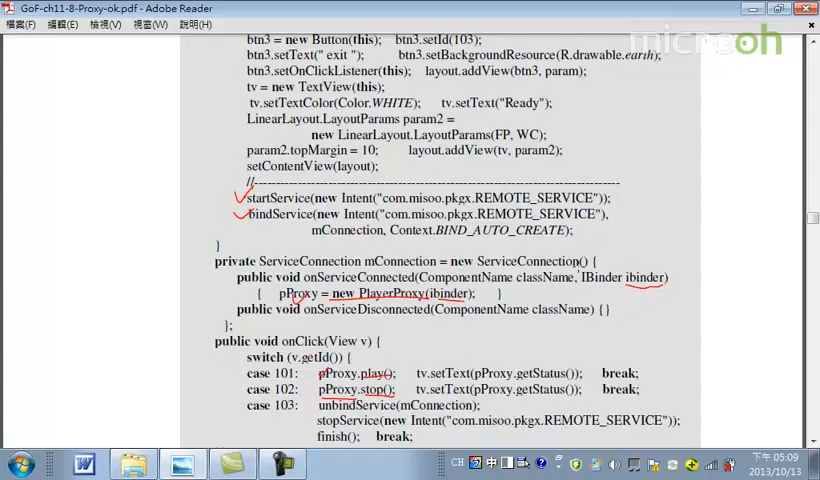 GoF-ch11-8-Proxy-ok.pdf - Adobe Reader
檔案(F) 編輯(E) 檢視(V) 視窗(W) 說明(H)
microoh
btn3 = new Button(this); btn3.setId(103);
btn3.setText(" exit "); btn3.setBackgroundResource(R.drawable.earth);
btn3.setOnClickListener(this); layout.addView(btn3, param);
tv = new TextView(this);
tv.setTextColor(Color.WHITE); tv.setText("Ready");
LinearLayout.LayoutParams param2 =
new LinearLayout.LayoutParams(FP, WC);
param2.topMargin = 10; layout.addView(tv, param2);
setContentView(layout);
//---------------------------------------------------------------------------------
startService(new Intent("com.misoo.pkgx.REMOTE_SERVICE"));
bindService(new Intent("com.misoo.pkgx.REMOTE_SERVICE"),
mConnection, Context.BIND_AUTO_CREATE);
}
private ServiceConnection mConnection = new ServiceConnection() {
public void onServiceConnected(ComponentName className, IBinder ibinder)
{ pProxy = new PlayerProxy(ibinder); }
public void onServiceDisconnected(ComponentName className) {}
};
public void onClick(View v) {
switch (v.getId()) {
case 101: pProxy.play(); tv.setText(pProxy.getStatus()); break;
case 102: pProxy.stop(); tv.setText(pProxy.getStatus()); break;
case 103: unbindService(mConnection);
stopService(new Intent("com.misoo.pkgx.REMOTE_SERVICE"));
finish(); break;
CH 中 下午 05:09
2013/10/13